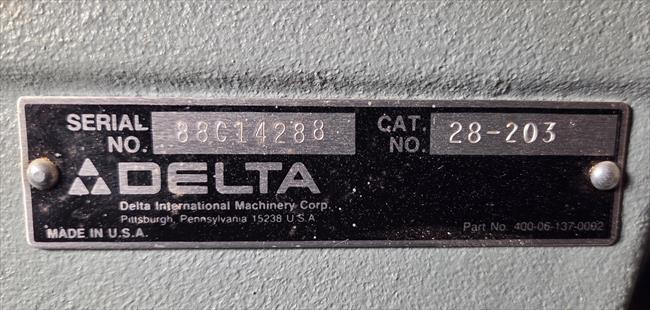 SERIAL NO. 88G14288
CAT. NO. 28-203
DELTA
Delta International Machinery Corp.
Pittsburgh, Pennsylvania 15238 U.S.A.
MADE IN U.S.A.
Part No. 400-06-137-0002